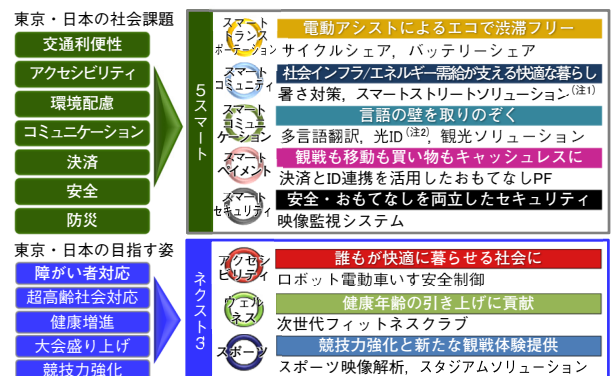 東京・日本の社会課題
交通利便性
アクセシビリティ
環境配慮
コミュニケーション
決済
安全
防災
5スマート
スマート
トランス
ポーテーション
電動アシストによるエコで渋滞フリー
サイクルシェア，バッテリーシェア
スマート
コミュニティ
社会インフラ/エネルギー需給が支える快適な暮らし
暑さ対策，スマートストリートソリューション(注1)
スマート
コミュニ
ケーション
言語の壁を取りのぞく
多言語翻訳，光ID(注2)，観光ソリューション
スマート
ペイメント
観戦も移動も買い物もキャッシュレスに
決済とID連携を活用したおもてなしPF
スマート
セキュリティ
安全・おもてなしを両立したセキュリティ
映像監視システム
東京・日本の目指す姿
障がい者対応
超高齢社会対応
健康増進
大会盛り上げ
競技力強化
ネクスト3
アクセシ
ビリティ
誰もが快適に暮らせる社会に
ロボット電動車いす安全制御
ウェル
ネス
健康年齢の引き上げに貢献
次世代フィットネスクラブ
スポーツ
競技力強化と新たな観戦体験提供
スポーツ映像解析，スタジアムソリューション